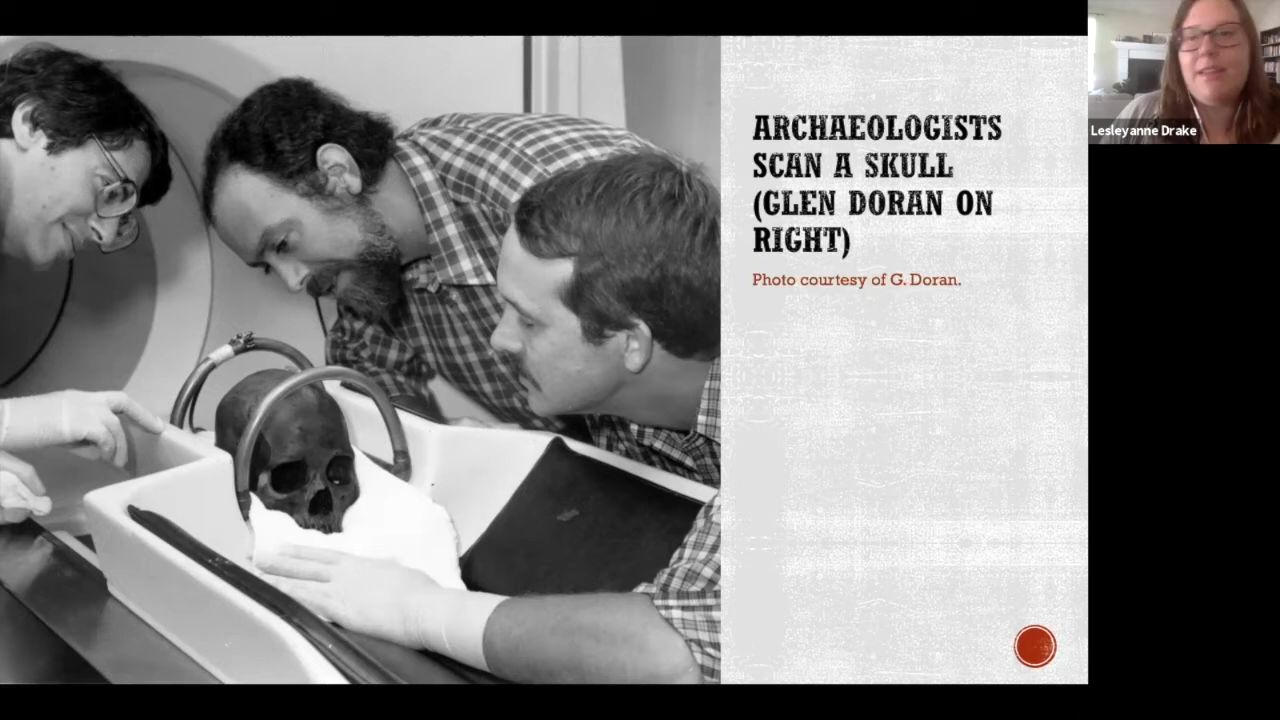 ARCHAEOLOGISTS
SCAN A SKULL
(GLEN DORAN ON
RIGHT)
Photo courtesy of G. Doran.
Lesleyanne Drake